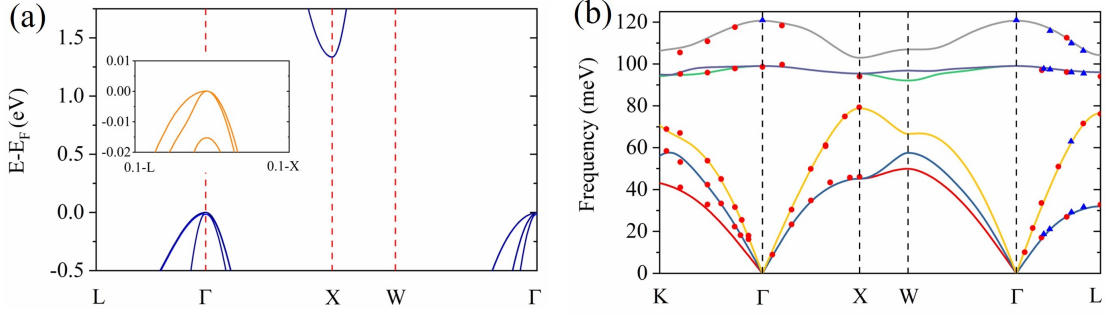 (a)
1.5
1.0
0.5
0.0
-0.5
E-E_F (eV)
0.01
0.00
-0.01
-0.02
0.1-L
0.1-X
L
Γ
X
W
Γ
(b)
120
100
80
60
40
20
0
Frequency (meV)
K
Γ
X
W
Γ
L